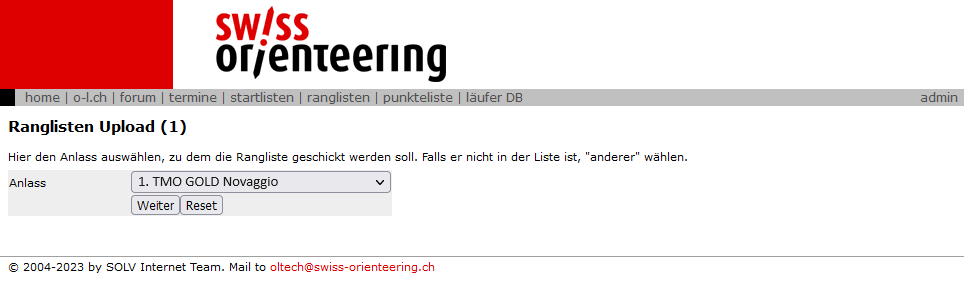 swiss
orienteering
home | o-l.ch | forum | termine | startlisten | ranglisten | punkteliste | läufer DB admin
Ranglisten Upload (1)
Hier den Anlass auswählen, zu dem die Rangliste geschickt werden soll. Falls er nicht in der Liste ist, "anderer" wählen.
Anlass 1. TMO GOLD Novaggio
Weiter Reset
© 2004-2023 by SOLV Internet Team. Mail to oltech@swiss-orienteering.ch